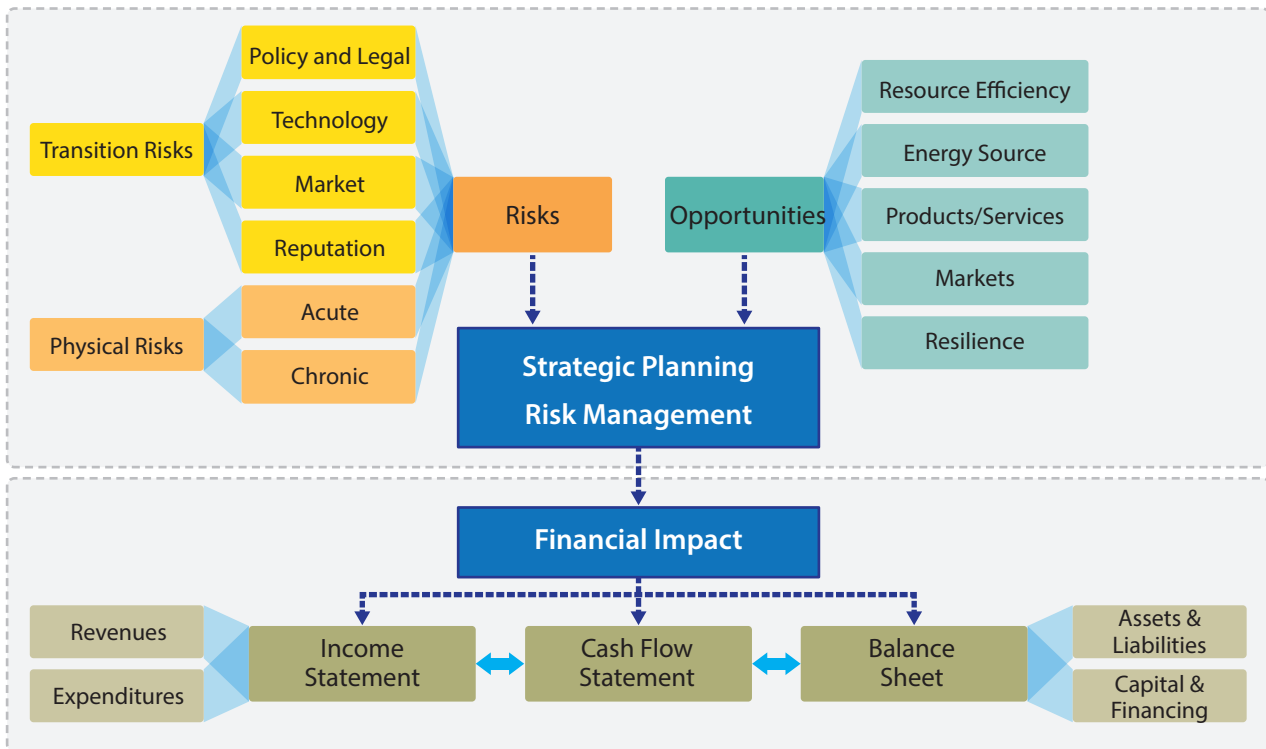 Policy and Legal
Technology
Transition Risks
Market
Reputation
Physical Risks
Acute
Chronic
Risks
Opportunities
Resource Efficiency
Energy Source
Products/Services
Markets
Resilience
Strategic Planning
Risk Management
Financial Impact
Revenues
Expenditures
Income
Statement
Cash Flow
Statement
Balance
Sheet
Assets &
Liabilities
Capital &
Financing